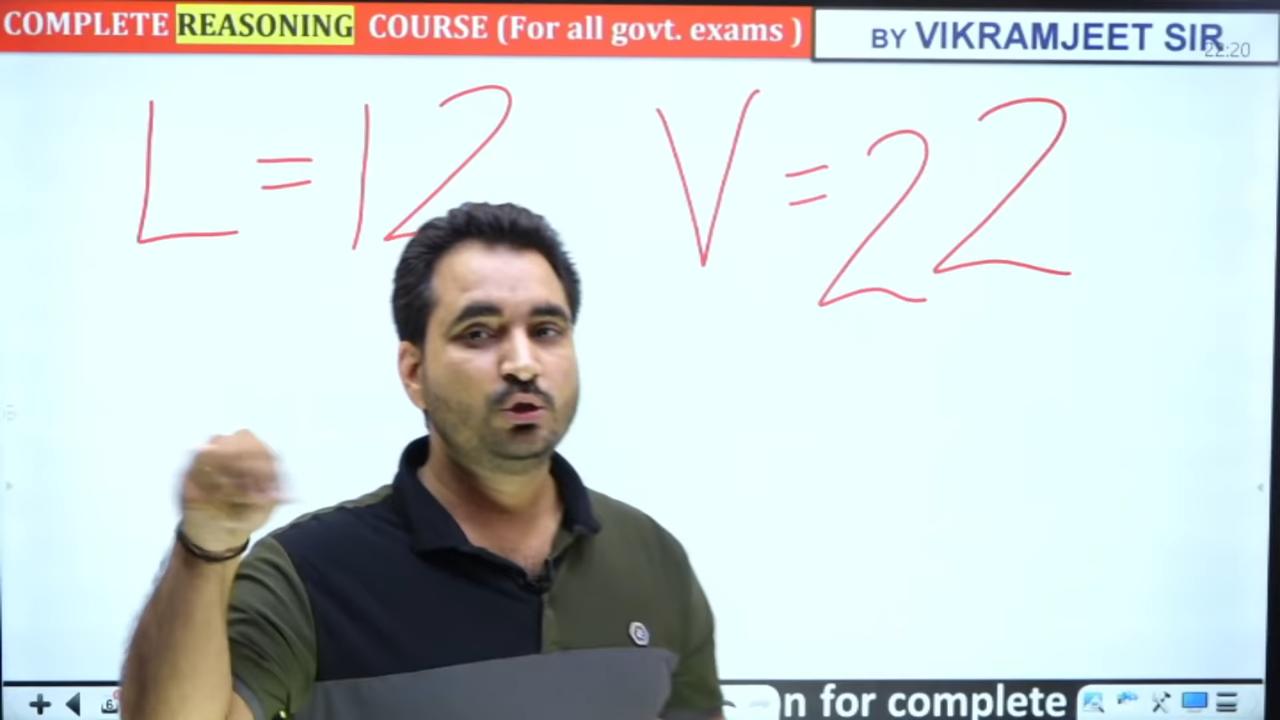 COMPLETE REASONING COURSE (For all govt. exams ) BY VIKRAMJEET SIR
22:20
L = 12 V = 22
n for complete